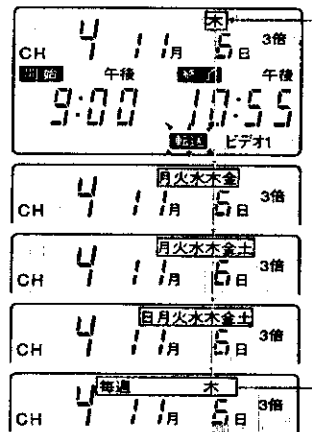 木
CH 4 11月 5日 3倍
開始 午後 終了 午後
9:00 、10:55
転送 ビデオ1
月火水木金
CH 4 11月 5日 3倍
月火水木金土
CH 4 11月 6日 3倍
日月火水木金土
CH 4 11月 5日 3倍
毎週 木
CH 4 11月 5日 3倍